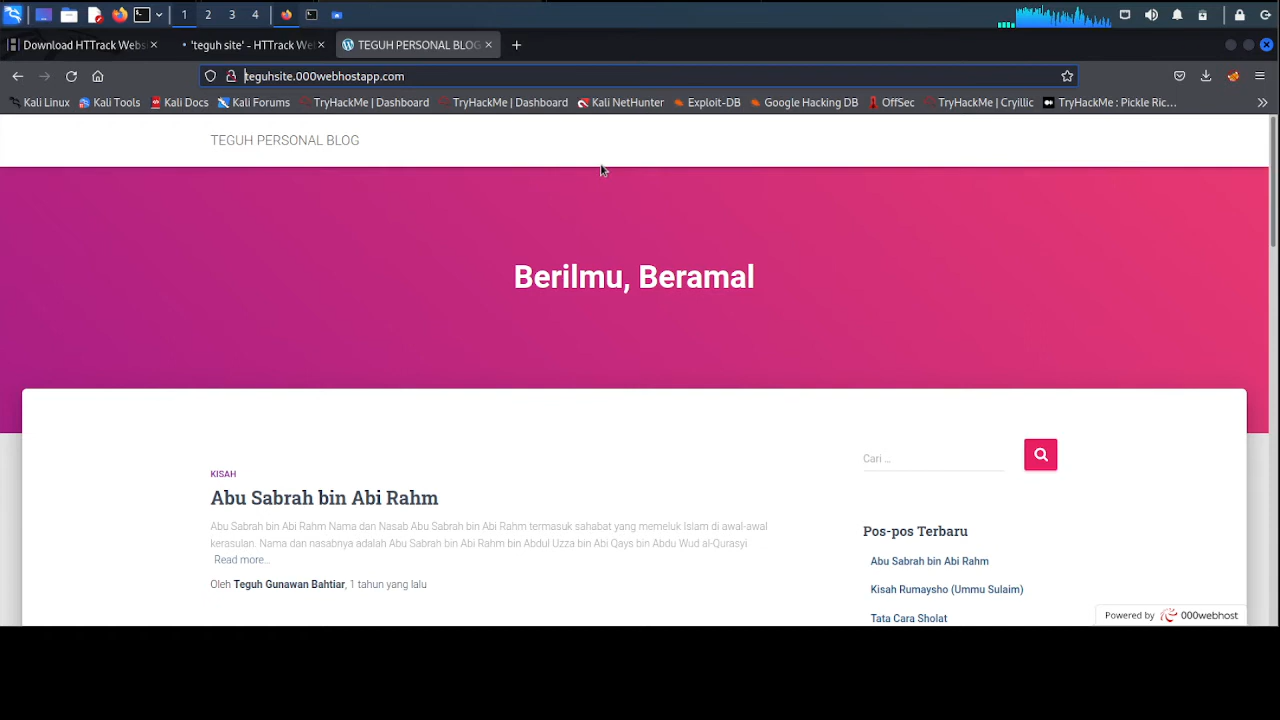 1 2 3 4
Download HTTrack Webs
'teguh site' - HTTrack We
TEGUH PERSONAL BLOG
teguhsite.000webhostapp.com
Kali Linux
Kali Tools
Kali Docs
Kali Forums
TryHackMe | Dashboard
TryHackMe | Dashboard
Kali NetHunter
Exploit-DB
Google Hacking DB
OffSec
TryHackMe | Cryillic
TryHackMe : Pickle Ric...
TEGUH PERSONAL BLOG
Berilmu, Beramal
KISAH
Abu Sabrah bin Abi Rahm
Abu Sabrah bin Abi Rahm Nama dan Nasab Abu Sabrah bin Abi Rahm termasuk sahabat yang memeluk Islam di awal-awal
kerasulan. Nama dan nasabnya adalah Abu Sabrah bin Abi Rahm bin Abdul Uzza bin Abi Qays bin Abdu Wud al-Qurasyi
Read more…
Oleh Teguh Gunawan Bahtiar, 1 tahun yang lalu
Cari …
Pos-pos Terbaru
Abu Sabrah bin Abi Rahm
Kisah Rumaysho (Ummu Sulaim)
Tata Cara Sholat
Powered by 000webhost